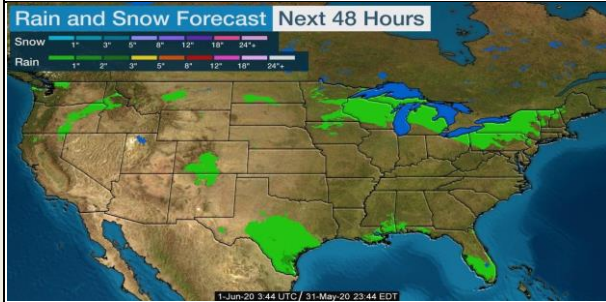 Rain and Snow Forecast Next 48 Hours
Snow 1" 3" 5" 8" 12" 18" 24"+
Rain 1" 2" 3" 5" 8" 12" 18" 24"+
1-Jun-20 3:44 UTC / 31-May-20 23:44 EDT